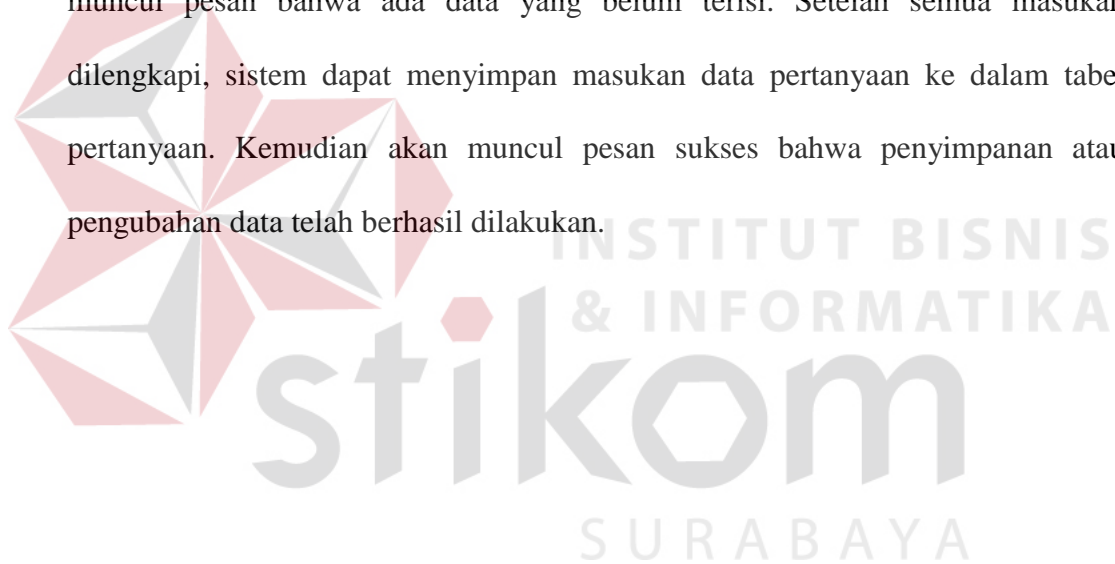 muncul pesan bahwa ada data yang belum terisi. Setelah semua masukan
dilengkapi, sistem dapat menyimpan masukan data pertanyaan ke dalam tabe
pertanyaan. Kemudian akan muncul pesan sukses bahwa penyimpanan atau
pengubahan data telah berhasil dilakukan.
INSTITUT BISNIS
& INFORMATIKA
stikom
SURABAYA